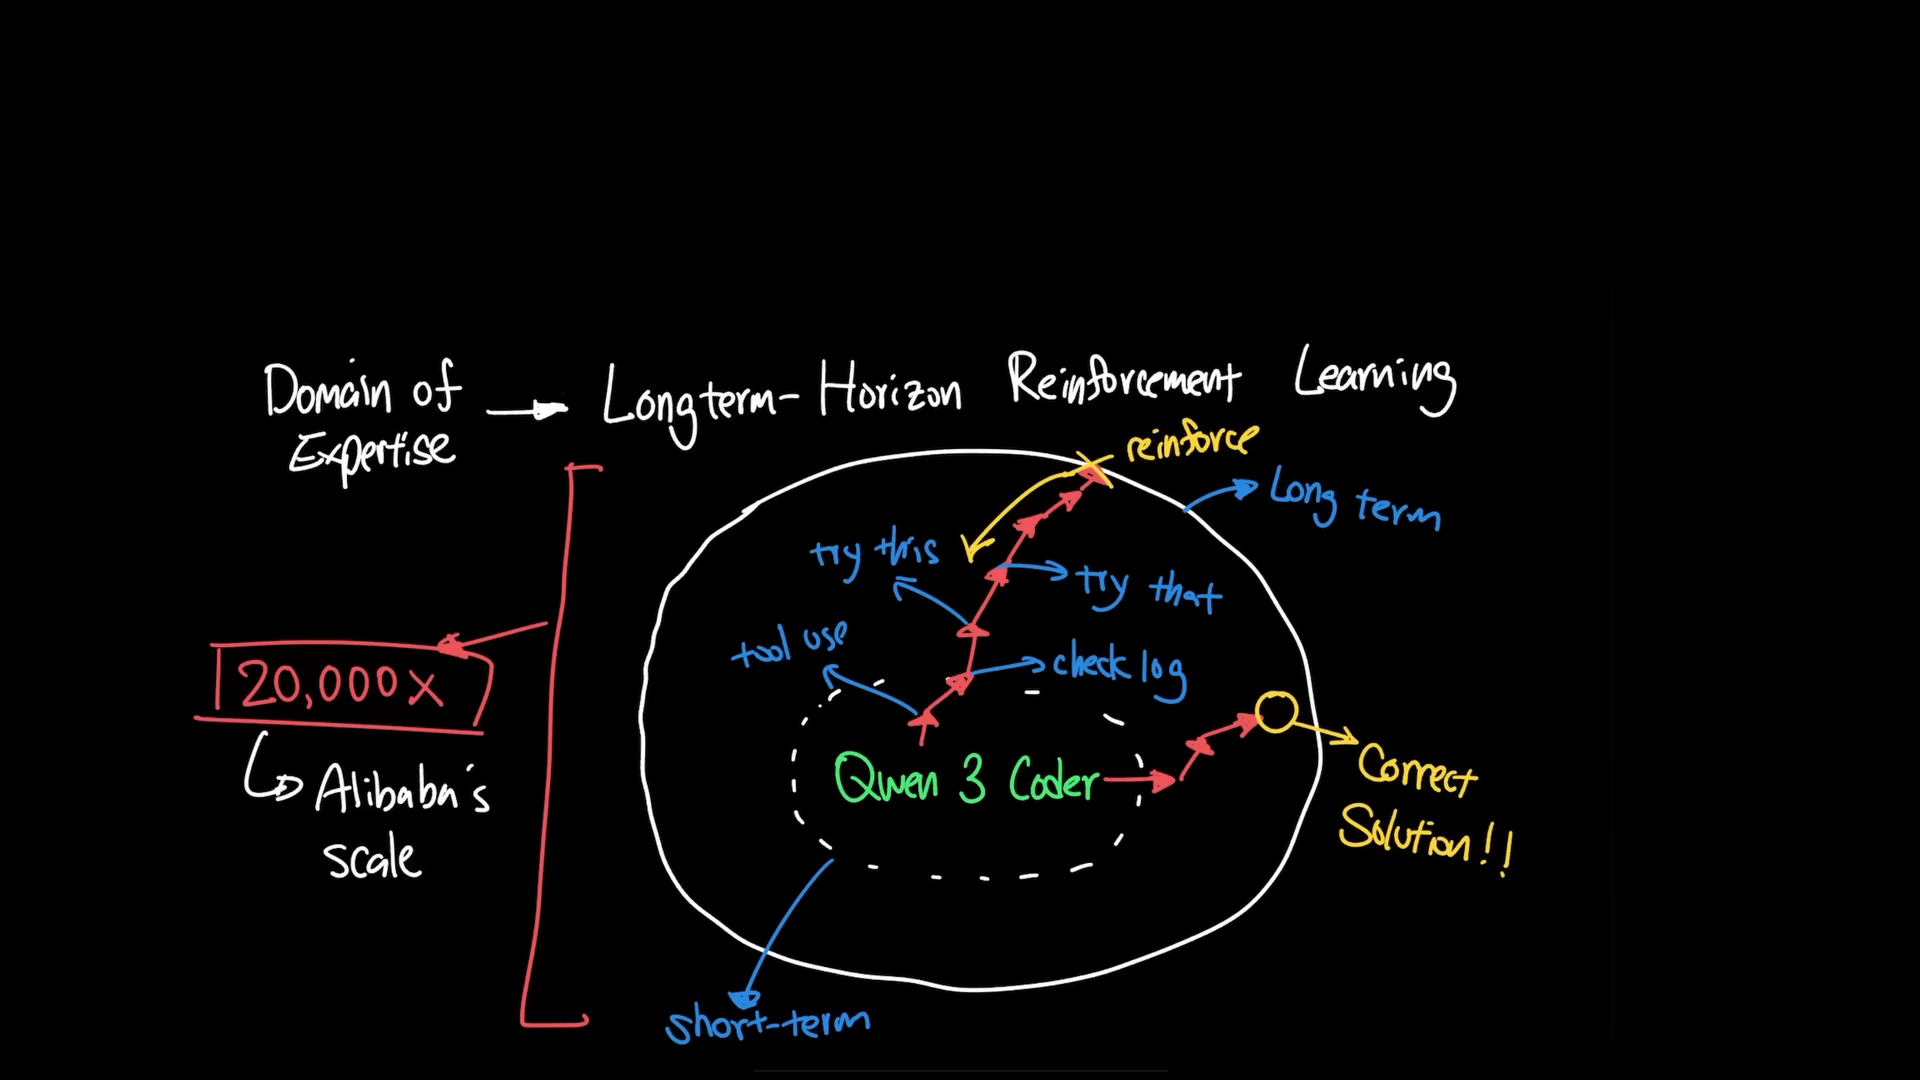 Domain of
Expertise
Longterm-Horizon Reinforcement Learning
reinforce
Long term
try this
try that
tool use
check log
20,000x
Qwen 3 Coder
Correct
Solution!!
Alibaba's
scale
short-term